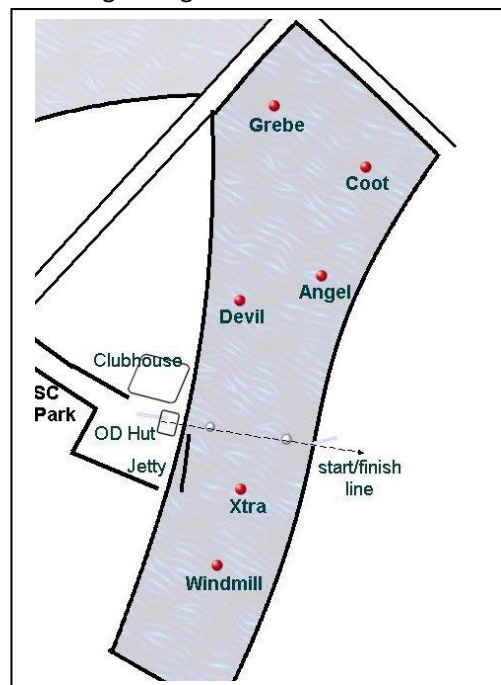 Grebe
Coot
Angel
Devil
Clubhouse
SC
Park
OD Hut
Jetty
start/finish
line
Xtra
Windmill